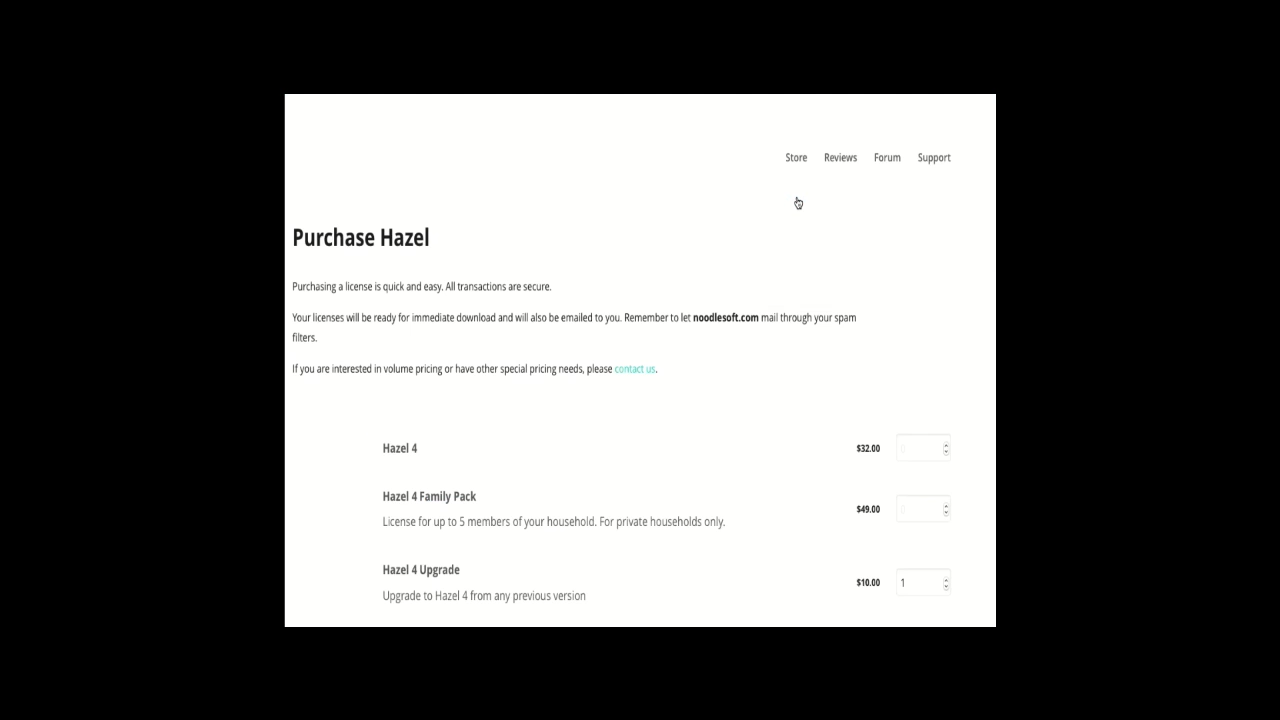 Store Reviews Forum Support
Purchase Hazel
Purchasing a license is quick and easy. All transactions are secure.
Your licenses will be ready for immediate download and will also be emailed to you. Remember to let noodlesoft.com mail through your spam
filters.
If you are interested in volume pricing or have other special pricing needs, please contact us.
Hazel 4 $32.00 0
Hazel 4 Family Pack
$49.00 0
License for up to 5 members of your household. For private households only.
Hazel 4 Upgrade
$10.00 1
Upgrade to Hazel 4 from any previous version